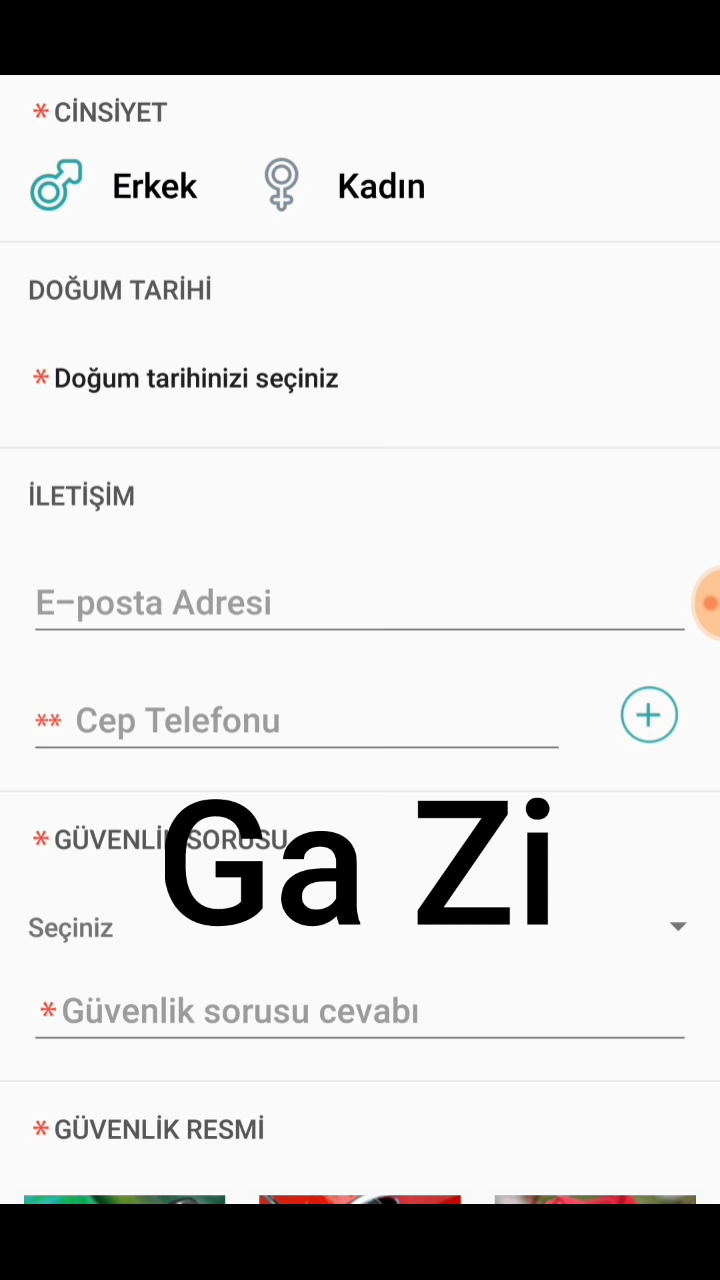 * CİNSİYET
Erkek Kadın
DOĞUM TARİHİ
* Doğum tarihinizi seçiniz
İLETİŞİM
E-posta Adresi
** Cep Telefonu
* GÜVENLİK SORUSU
Ga Zi
Seçiniz
* Güvenlik sorusu cevabı
* GÜVENLİK RESMİ